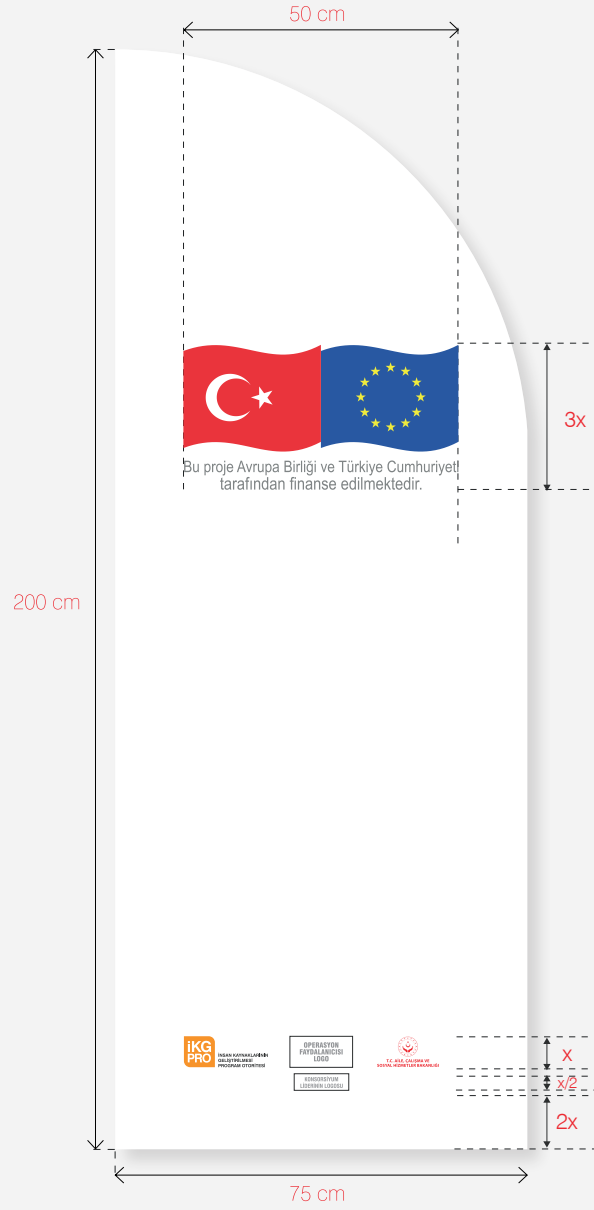 50 cm
3x
Bu proje Avrupa Birliği ve Türkiye Cumhuriyeti
tarafından finanse edilmektedir.
200 cm
iKG
PRO
İNSAN KAYNAKLARININ
GELİŞTİRİLMESİ
PROGRAM OTORİTESİ
OPERASYON
FAYDALANICISI
LOGO
KONSORSİYUM
LİDERİNİN LOGOSU
T.C. AİLE, ÇALIŞMA VE
SOSYAL HİZMETLER BAKANLIĞI
x
x/2
2x
75 cm